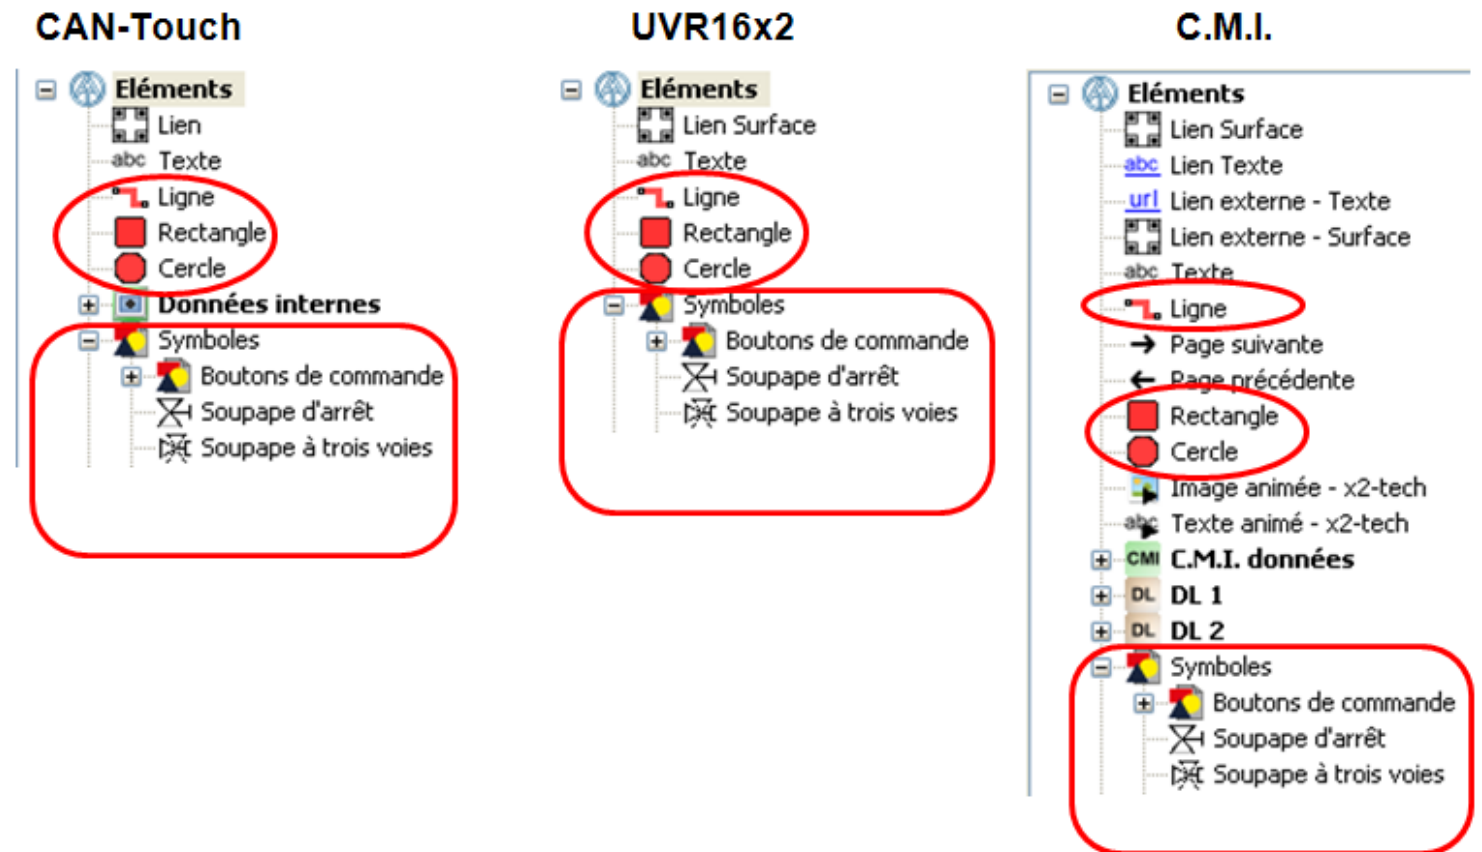 CAN-Touch
Eléments
Lien
abc Texte
Ligne
Rectangle
Cercle
Données internes
Symboles
Boutons de commande
Soupape d'arrêt
Soupape à trois voies
UVR16x2
Eléments
Lien Surface
abc Texte
Ligne
Rectangle
Cercle
Symboles
Boutons de commande
Soupape d'arrêt
Soupape à trois voies
C.M.I.
Eléments
Lien Surface
abc Lien Texte
url Lien externe - Texte
Lien externe - Surface
abc Texte
Ligne
Page suivante
Page précédente
Rectangle
Cercle
Image animée - x2-tech
abc Texte animé - x2-tech
CMI C.M.I. données
DL DL 1
DL DL 2
Symboles
Boutons de commande
Soupape d'arrêt
Soupape à trois voies